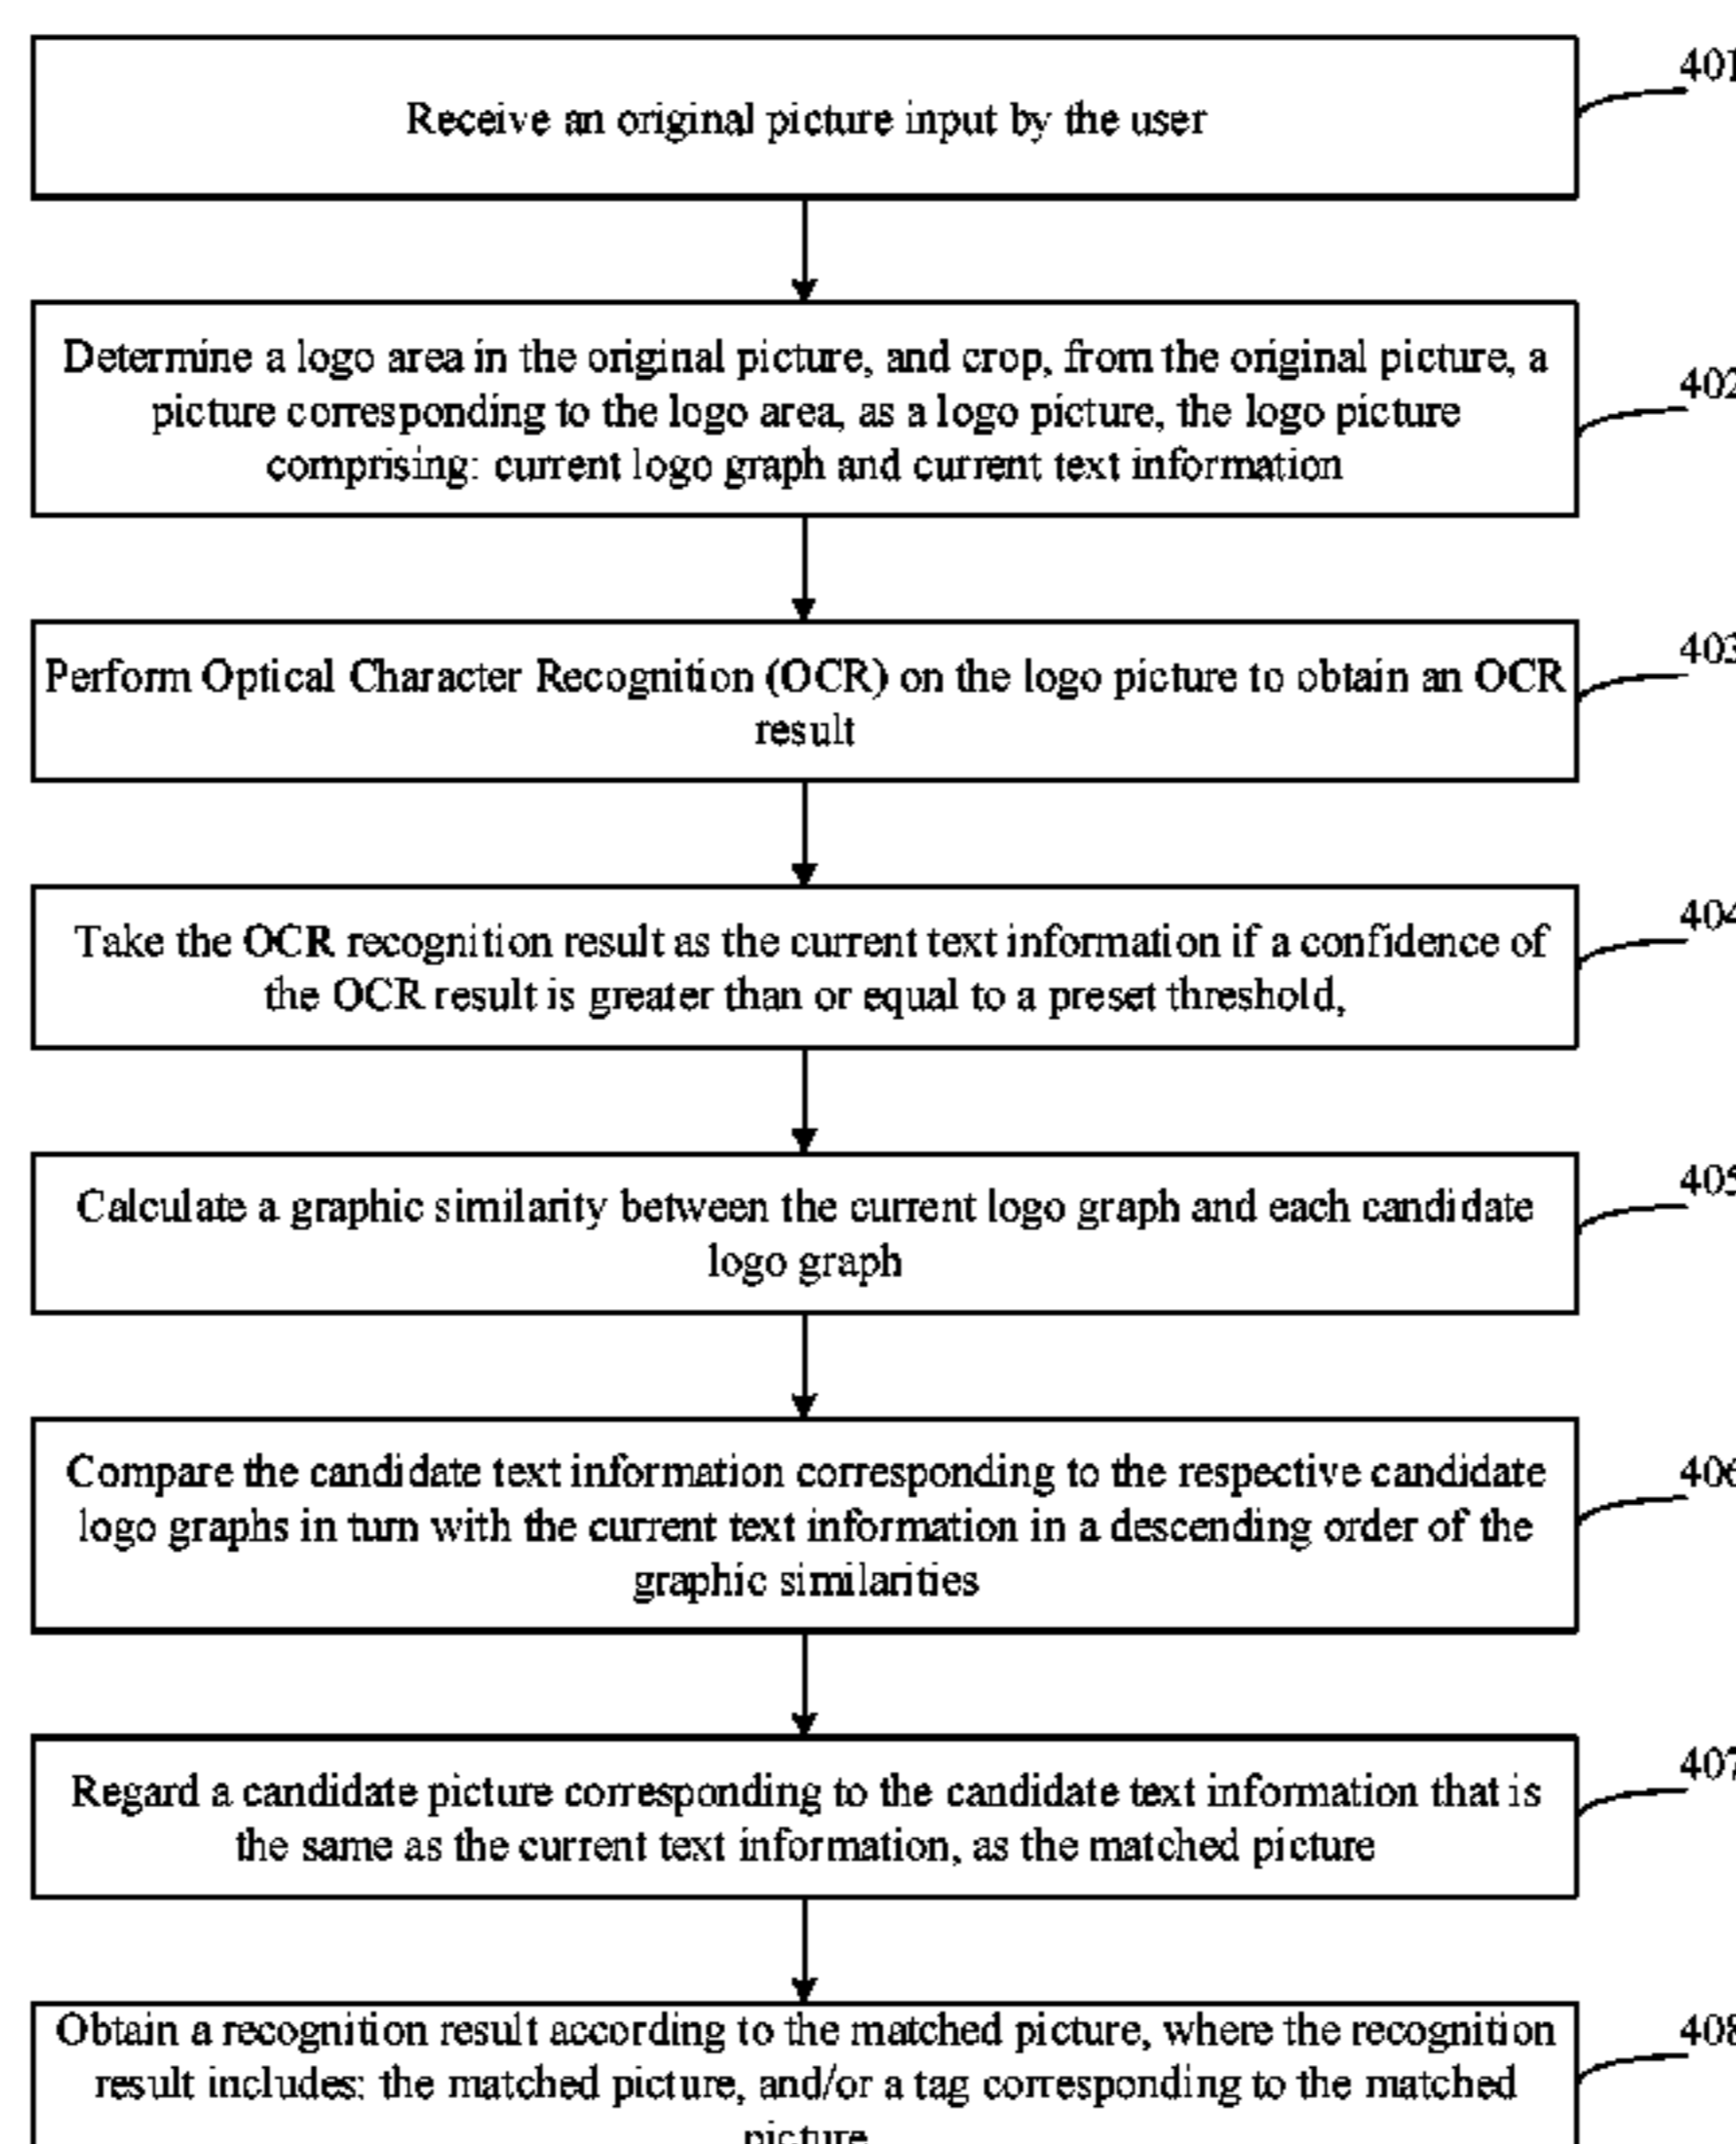 Receive an original picture input by the user
401
Determine a logo area in the original picture, and crop, from the original picture, a
picture corresponding to the logo area, as a logo picture, the logo picture
comprising: current logo graph and current text information
402
Perform Optical Character Recognition (OCR) on the logo picture to obtain an OCR
result
403
Take the OCR recognition result as the current text information if a confidence of
the OCR result is greater than or equal to a preset threshold,
404
Calculate a graphic similarity between the current logo graph and each candidate
logo graph
405
Compare the candidate text information corresponding to the respective candidate
logo graphs in turn with the current text information in a descending order of the
graphic similarities
406
Regard a candidate picture corresponding to the candidate text information that is
the same as the current text information, as the matched picture
407
Obtain a recognition result according to the matched picture, where the recognition
result includes: the matched picture, and/or a tag corresponding to the matched
picture
408